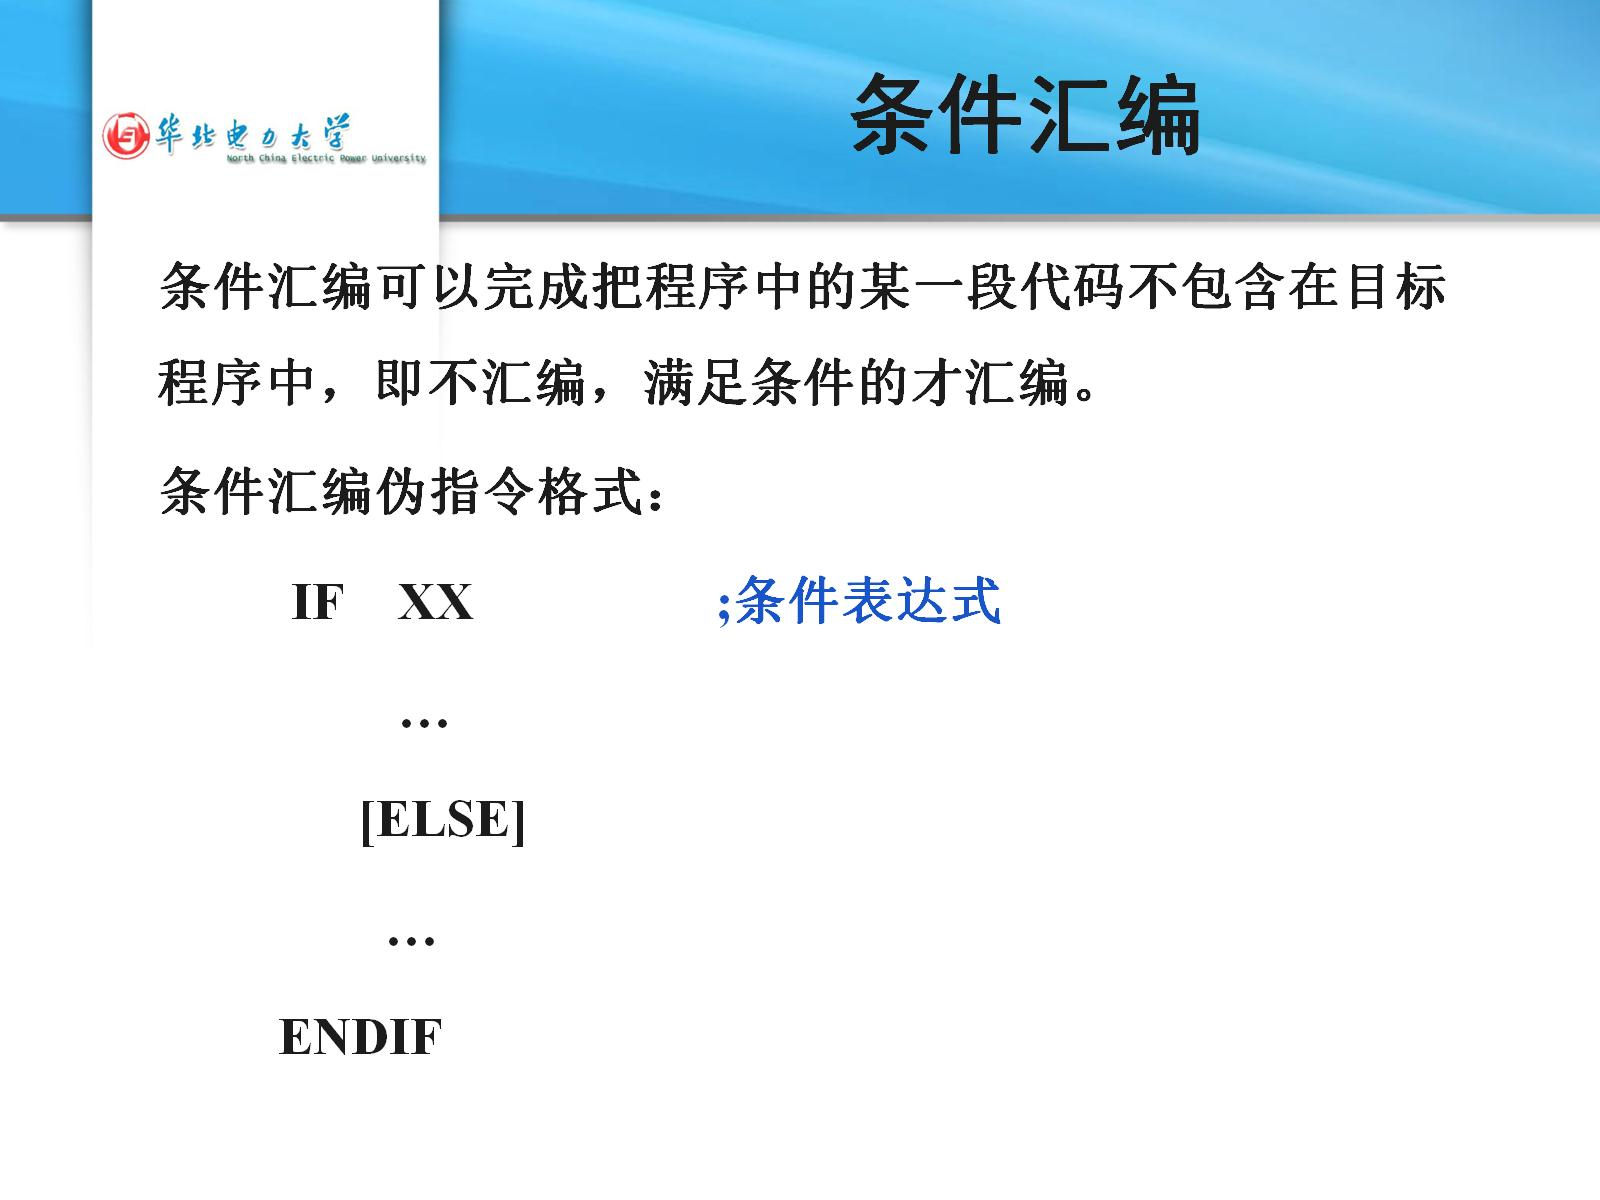 条件汇编
华北电力大学
North China Electric Power University
条件汇编可以完成把程序中的某一段代码不包含在目标
程序中，即不汇编，满足条件的才汇编。
条件汇编伪指令格式：
IF XX ;条件表达式
…
[ELSE]
…
ENDIF